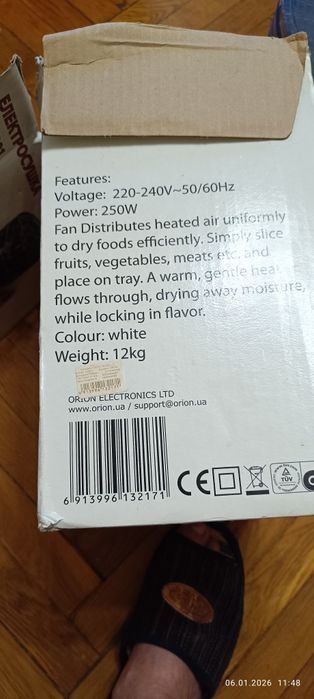 ЕЛЕКТРОСУШКА
Features:
Voltage: 220-240V~50/60Hz
Power: 250W
Fan Distributes heated air uniformly
to dry foods efficiently. Simply slice
fruits, vegetables, meats etc. and
place on tray. A warm, gentle heat
flows through, drying away moisture,
while locking in flavor.
Colour: white
Weight: 12kg
ORION ELECTRONICS LTD
www.orion.ua / support@orion.ua
6 913996 132171
CE
TÜV
06.01.2026 11:48